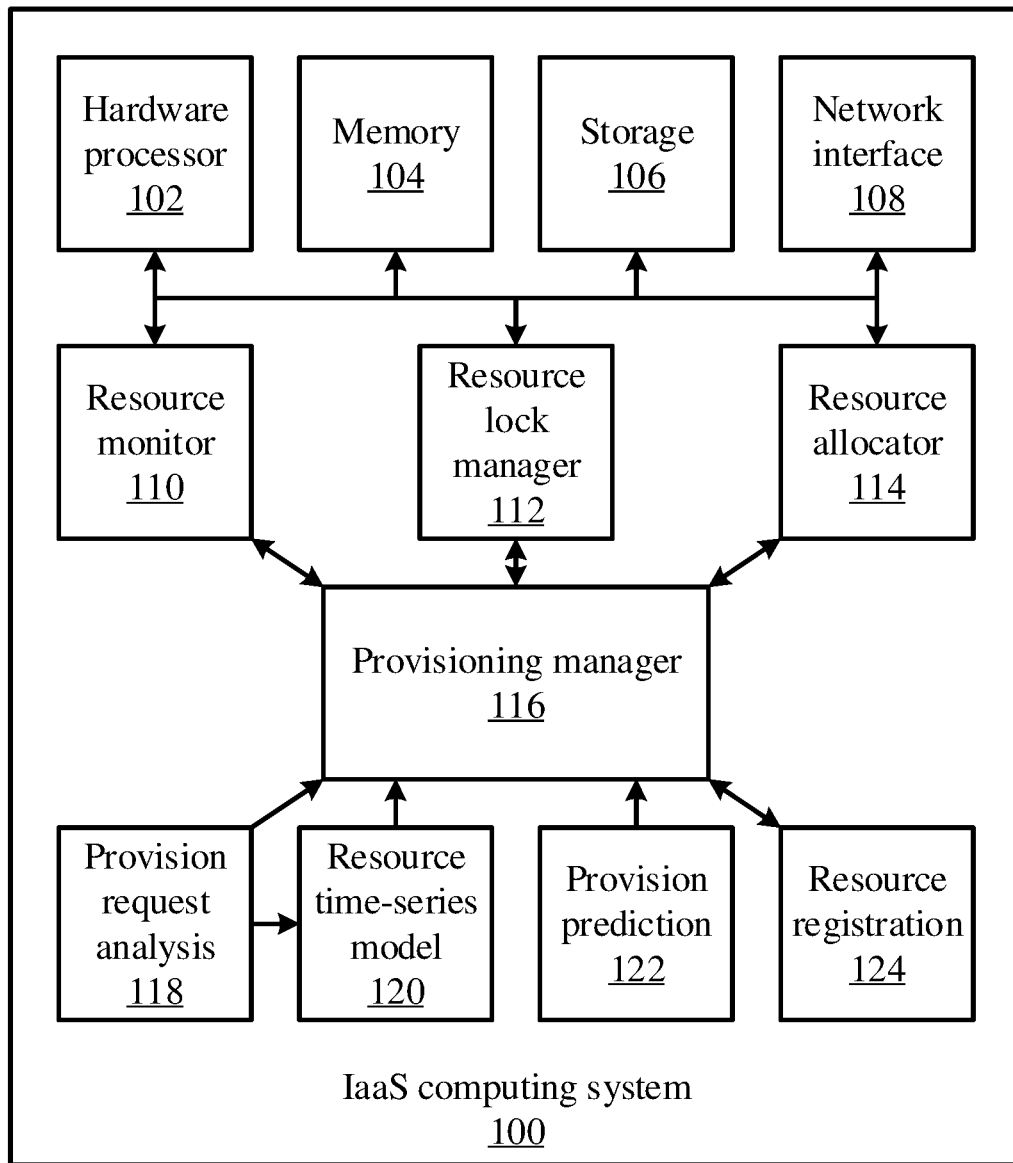 Hardware
processor
102
Memory
104
Storage
106
Network
interface
108
Resource
monitor
110
Resource
lock
manager
112
Resource
allocator
114
Provisioning manager
116
Provision
request
analysis
118
Resource
time-series
model
120
Provision
prediction
122
Resource
registration
124
IaaS computing system
100